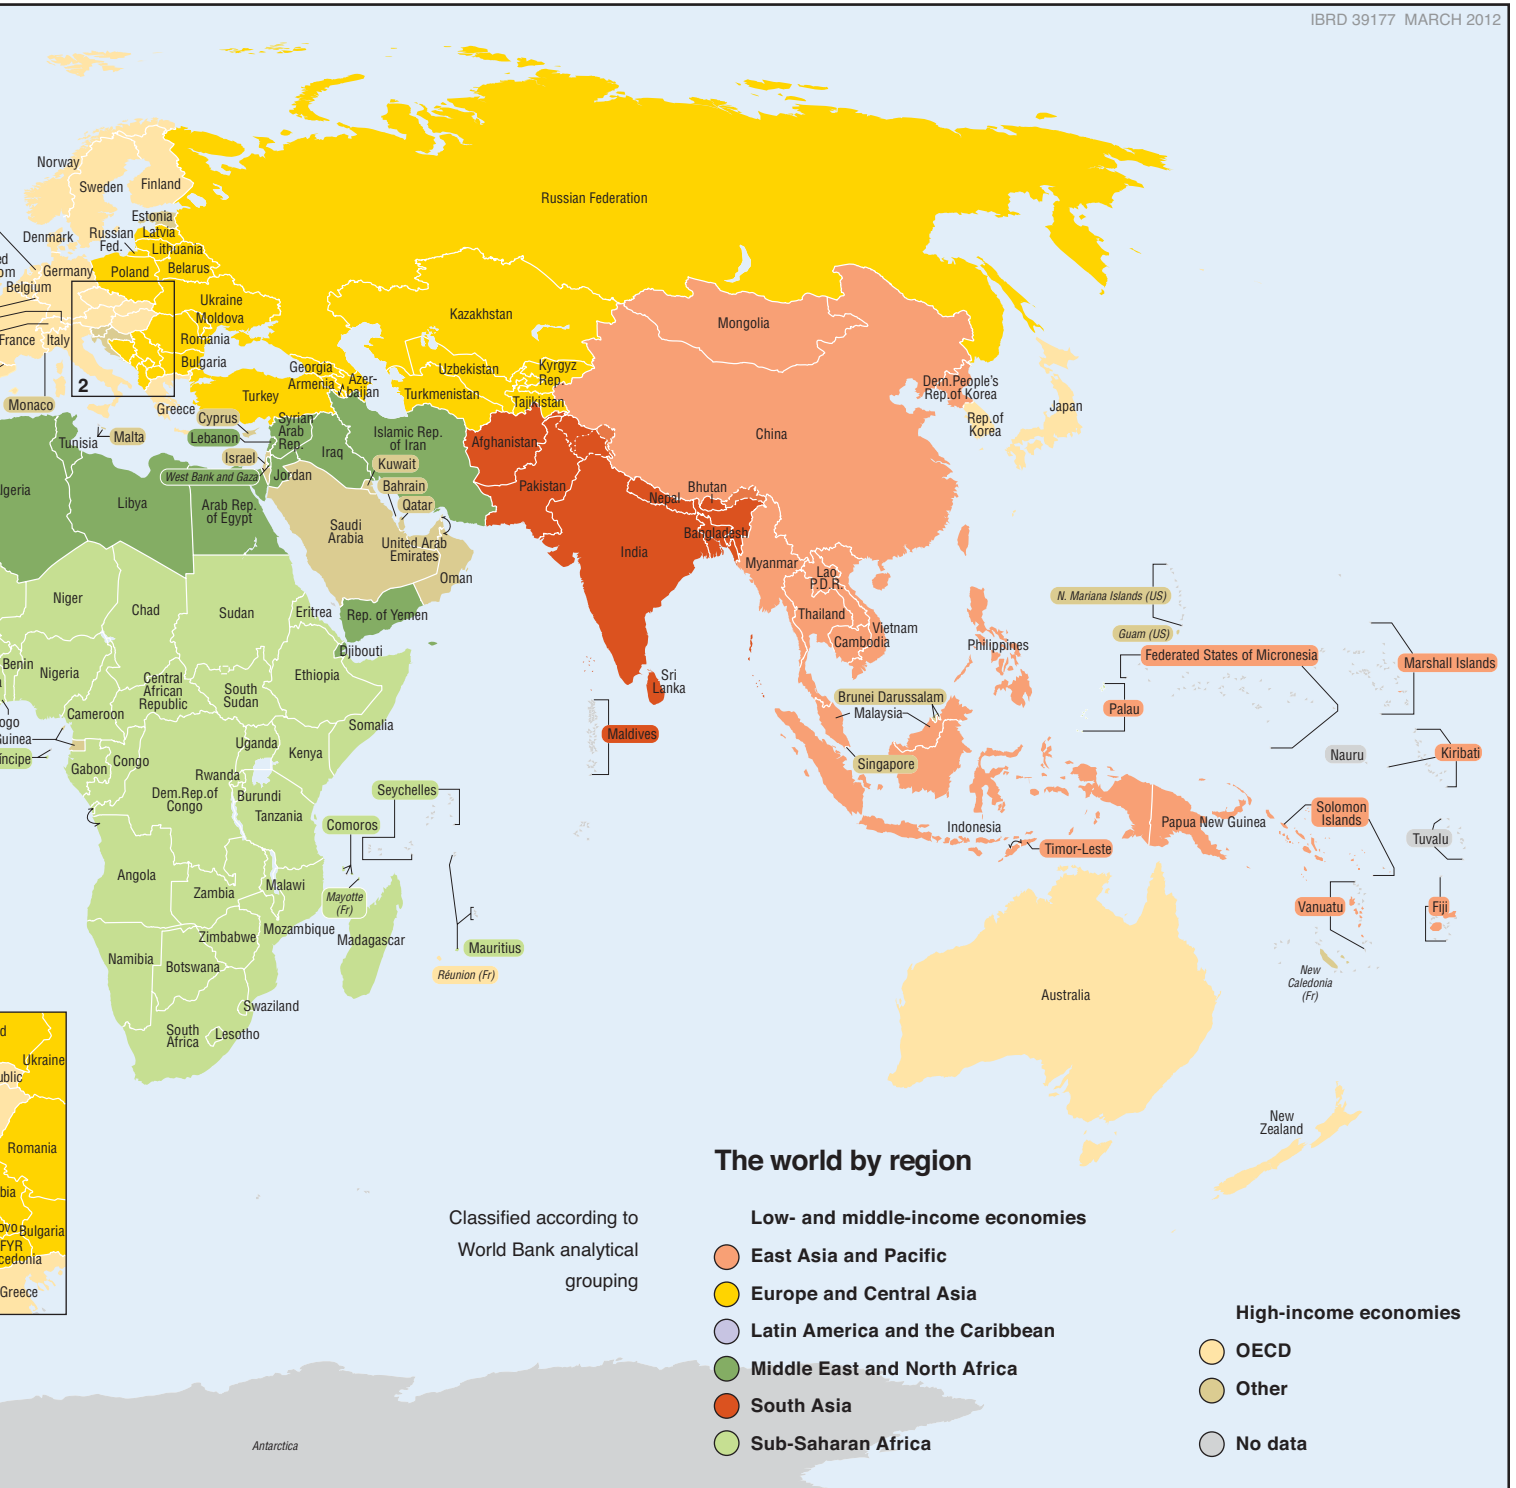 IBRD 39177 MARCH 2012
Norway
Sweden
Finland
Estonia
Denmark
Russian
Fed.
Latvia
Lithuania
Germany
Poland
Belarus
Belgium
Ukraine
Moldova
France
Italy
Romania
Bulgaria
2
Monaco
Greece
Turkey
Georgia
Armenia
Azer-
baijan
Russian Federation
Kazakhstan
Uzbekistan
Turkmenistan
Kyrgyz
Rep.
Tajikistan
Mongolia
China
Dem.People's
Rep.of Korea
Rep.of
Korea
Japan
Tunisia
Malta
Cyprus
Lebanon
Syrian
Arab
Rep.
Israel
West Bank and Gaza
Jordan
Iraq
Islamic Rep.
of Iran
Kuwait
Bahrain
Qatar
Afghanistan
Pakistan
Nepal
Bhutan
Bangladesh
India
Sri
Lanka
Maldives
lgeria
Libya
Arab Rep.
of Egypt
Saudi
Arabia
United Arab
Emirates
Oman
Rep. of Yemen
Myanmar
Lao
P.D.R.
Thailand
Vietnam
Cambodia
Philippines
Brunei Darussalam
Malaysia
Singapore
Indonesia
Timor-Leste
Papua New Guinea
N. Mariana Islands (US)
Guam (US)
Federated States of Micronesia
Palau
Marshall Islands
Nauru
Kiribati
Solomon
Islands
Tuvalu
Vanuatu
Fiji
New
Caledonia
(Fr)
Australia
New
Zealand
Niger
Chad
Sudan
Eritrea
Djibouti
Benin
Nigeria
Central
African
Republic
South
Sudan
Ethiopia
Cameroon
Somalia
ogo
uinea
íncipe
Gabon
Congo
Uganda
Kenya
Rwanda
Dem.Rep.of
Congo
Burundi
Tanzania
Seychelles
Comoros
Angola
Zambia
Malawi
Mayotte
(Fr)
Mozambique
Zimbabwe
Madagascar
Mauritius
Réunion (Fr)
Namibia
Botswana
Swaziland
South
Africa
Lesotho
d
Ukraine
ublic
Romania
bia
ovo
Bulgaria
FYR
cedonia
Greece
The world by region
Classified according to
World Bank analytical
grouping
Low- and middle-income economies
East Asia and Pacific
Europe and Central Asia
Latin America and the Caribbean
Middle East and North Africa
South Asia
Sub-Saharan Africa
High-income economies
OECD
Other
No data
Antarctica